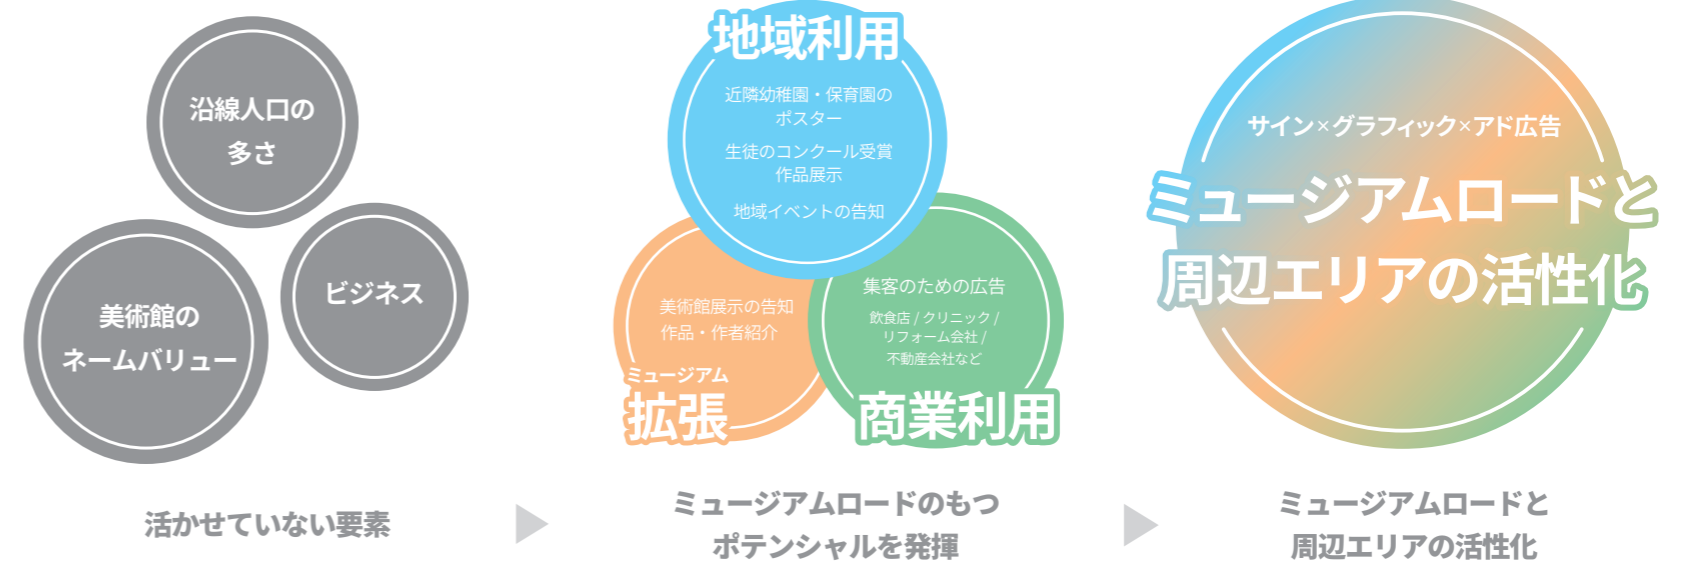 沿線人口の
多さ
美術館の
ネームバリュー
ビジネス
活かせていない要素
地域利用
近隣幼稚園・保育園の
ポスター
生徒のコンクール受賞
作品展示
地域イベントの告知
美術館展示の告知
作品・作者紹介
ミュージアム
拡張
集客のための広告
飲食店 / クリニック /
リフォーム会社 /
不動産会社など
商業利用
ミュージアムロードのもつ
ポテンシャルを発揮
サイン×グラフィック×アド広告
ミュージアムロードと
周辺エリアの活性化
ミュージアムロードと
周辺エリアの活性化